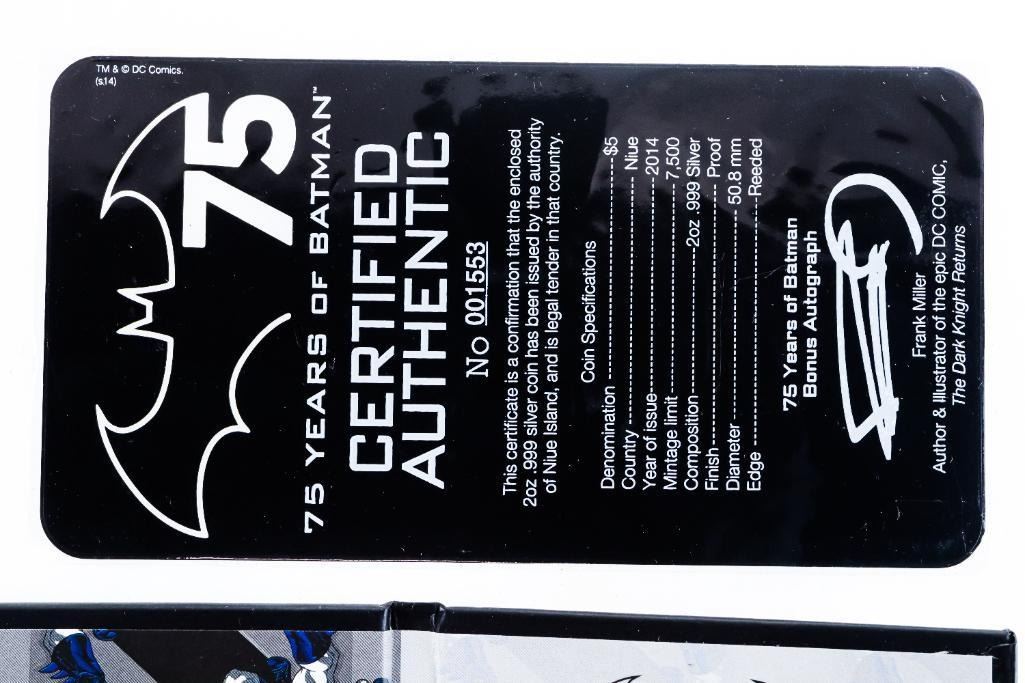 TM & © DC Comics.
(s14)
75
75 YEARS OF BATMAN™
CERTIFIED
AUTHENTIC
No 001553
This certificate is a confirmation that the enclosed
2oz .999 silver coin has been issued by the authority
of Niue Island, and is legal tender in that country.
Coin Specifications
Denomination ---------------------- $5
Country ---------------------- Niue
Year of issue ---------------------- 2014
Mintage limit ---------------------- 7,500
Composition ---------------------- 2oz .999 Silver
Finish ---------------------- Proof
Diameter ---------------------- 50.8 mm
Edge ---------------------- Reeded
75 Years of Batman
Bonus Autograph
Frank Miller
Author & Illustrator of the epic DC COMIC,
The Dark Knight Returns